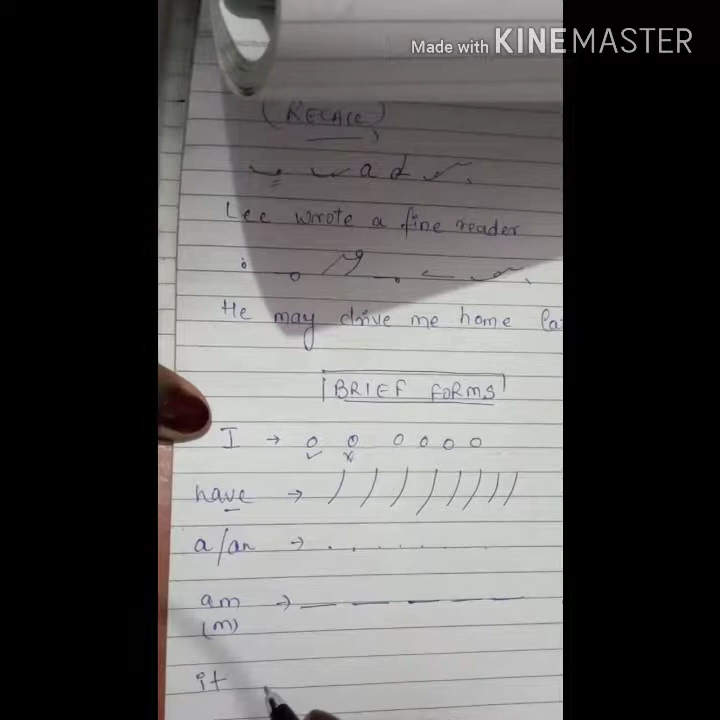 Made with KINEMASTER
(RECALL)
Lee wrote a fine reader
He may drive me home
BRIEF FORMS
I →
have →
a/an →
am →
(m)
it